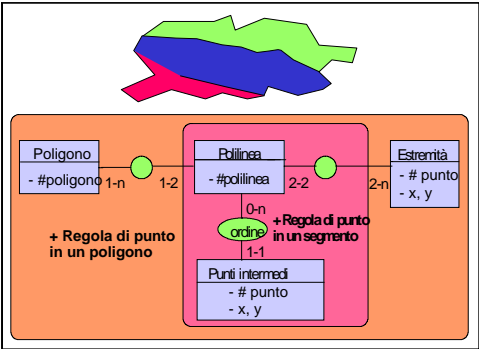 Poligono
- #poligono
1-n
1-2
Polilinea
- #polilinea
2-2
2-n
Estremità
- # punto
- x, y
0-n
ordine
1-1
+ Regola di punto
in un segmento
+ Regola di punto
in un poligono
Punti intermedi
- # punto
- x, y